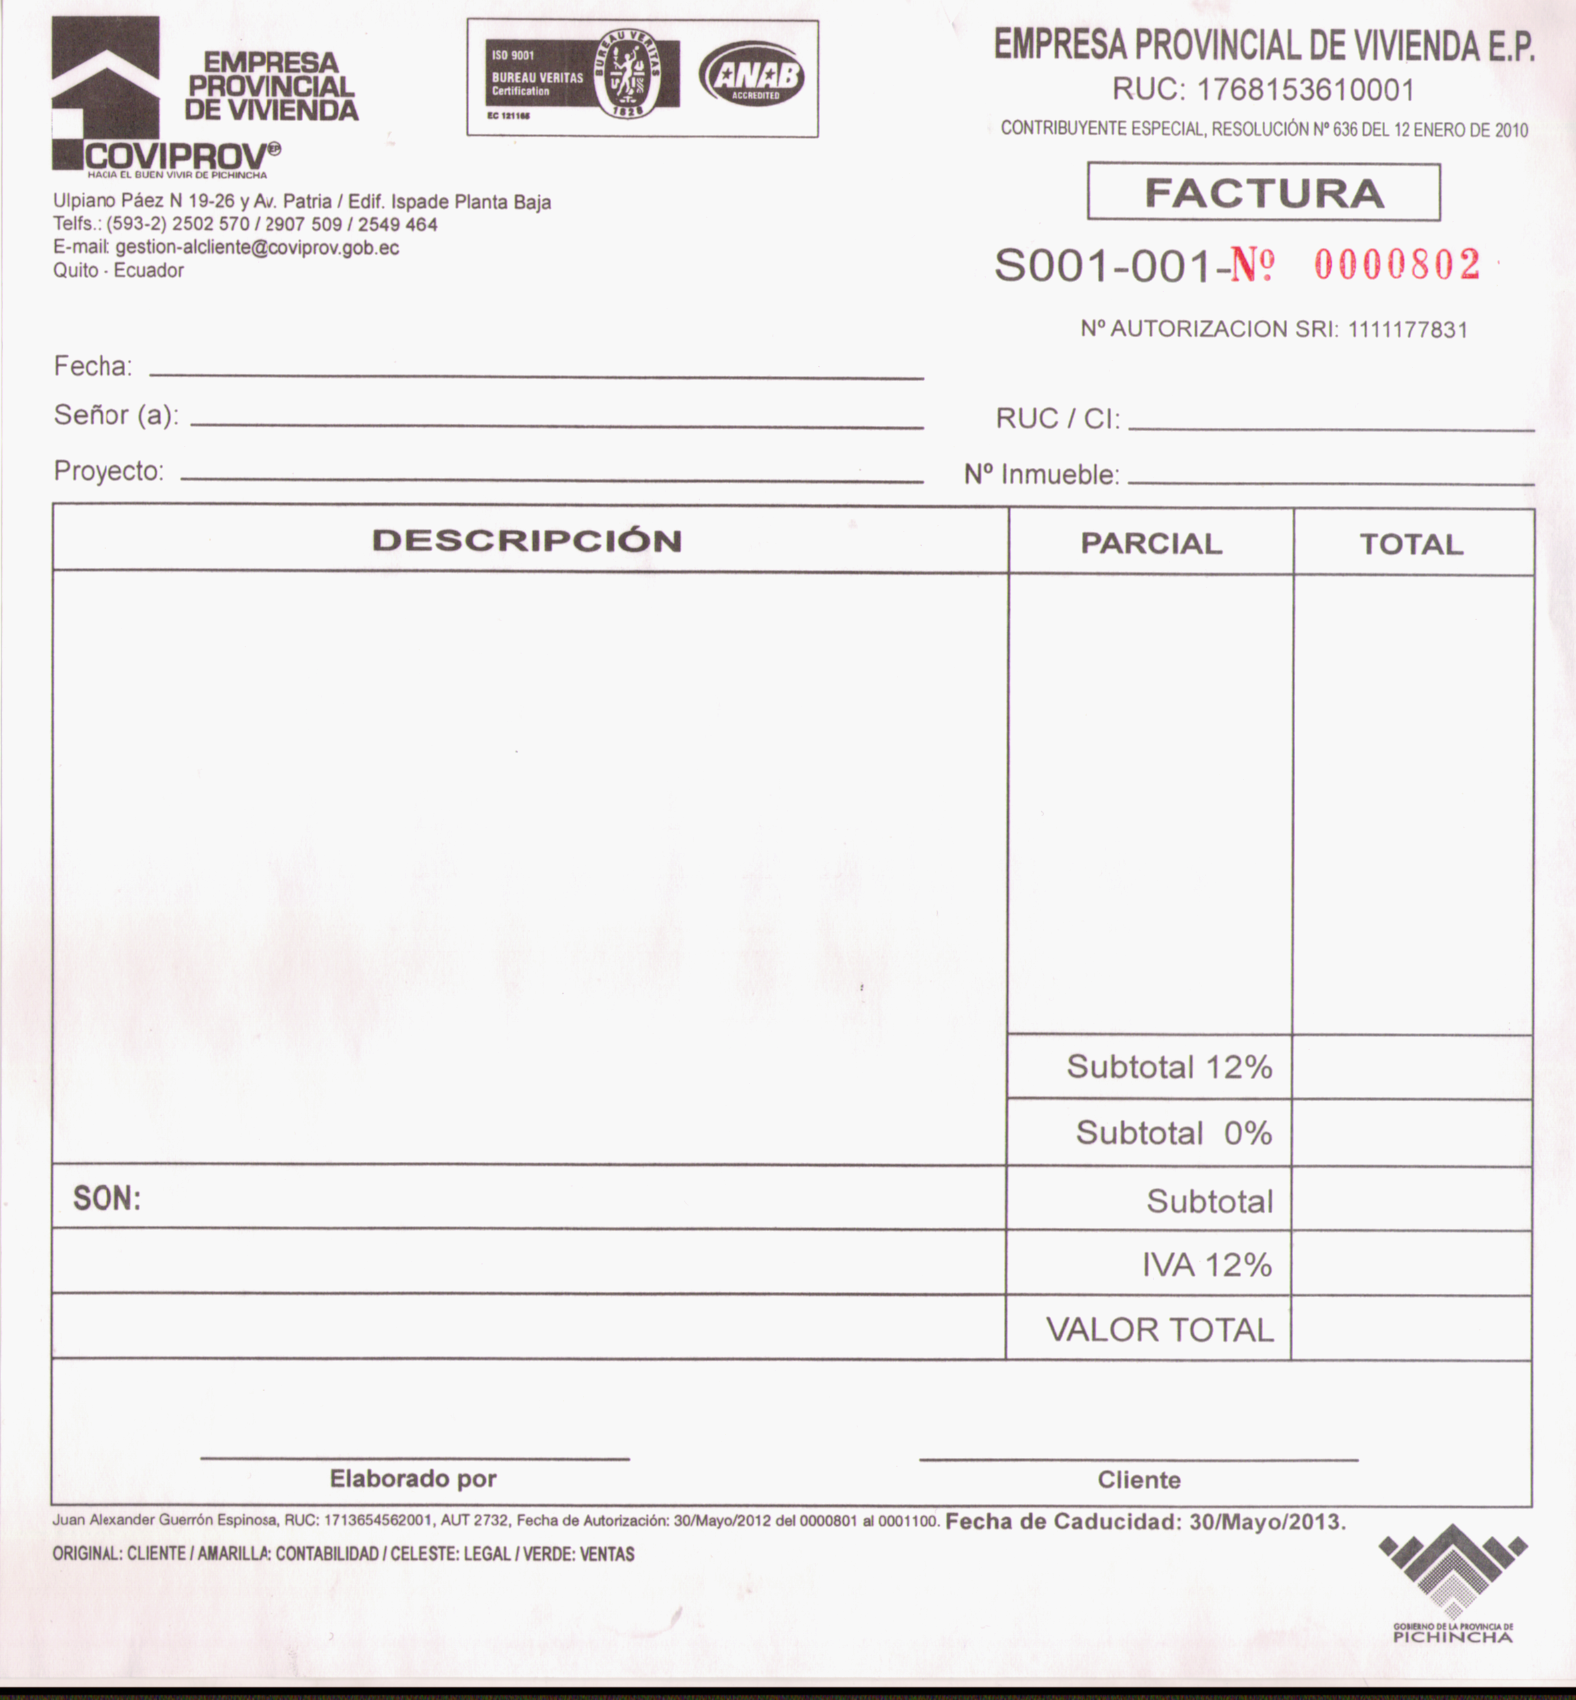 EMPRESA
PROVINCIAL
DE VIVIENDA
COVIPROV EP
HACIA EL BUEN VIVIR DE PICHINCHA
ISO 9001
BUREAU VERITAS
Certification
EC 121166
BUREAU VERITAS
1828
ANAB
ACCREDITED
EMPRESA PROVINCIAL DE VIVIENDA E.P.
RUC: 1768153610001
CONTRIBUYENTE ESPECIAL, RESOLUCIÓN Nº 636 DEL 12 ENERO DE 2010
FACTURA
S001-001-Nº 0000802
Nº AUTORIZACION SRI: 1111177831
Ulpiano Páez N 19-26 y Av. Patria / Edif. Ispade Planta Baja
Telfs.: (593-2) 2502 570 / 2907 509 / 2549 464
E-mail: gestion-alcliente@coviprov.gob.ec
Quito - Ecuador
Fecha:
Señor (a):
RUC / CI:
Proyecto:
Nº Inmueble:
DESCRIPCIÓN PARCIAL TOTAL
Subtotal 12%
Subtotal 0%
SON:
Subtotal
IVA 12%
VALOR TOTAL
Elaborado por
Cliente
Juan Alexander Guerrón Espinosa, RUC: 1713654562001, AUT 2732, Fecha de Autorización: 30/Mayo/2012 del 0000801 al 0001100. Fecha de Caducidad: 30/Mayo/2013.
ORIGINAL: CLIENTE / AMARILLA: CONTABILIDAD / CELESTE: LEGAL / VERDE: VENTAS
GOBIERNO DE LA PROVINCIA DE
PICHINCHA